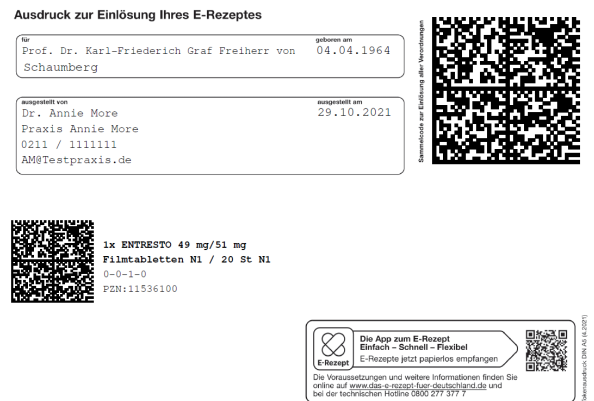 Ausdruck zur Einlösung Ihres E-Rezeptes
für
geboren am
Prof. Dr. Karl-Friederich Graf Freiherr von
04.04.1964
Schaumberg
ausgestellt von
ausgestellt am
Dr. Annie More
29.10.2021
Praxis Annie More
0211 / 1111111
AM@Testpraxis.de
Sammelcode zur Einlösung aller Verordnungen
1x ENTRESTO 49 mg/51 mg
Filmtabletten N1 / 20 St N1
0-0-1-0
PZN:11536100
E-Rezept
Die App zum E-Rezept
Einfach – Schnell – Flexibel
E-Rezepte jetzt papierlos empfangen
Die Voraussetzungen und weitere Informationen finden Sie
online auf www.das-e-rezept-fuer-deutschland.de und
bei der technischen Hotline 0800 277 377 7
Tokenausdruck DIN A5 (4.2021)